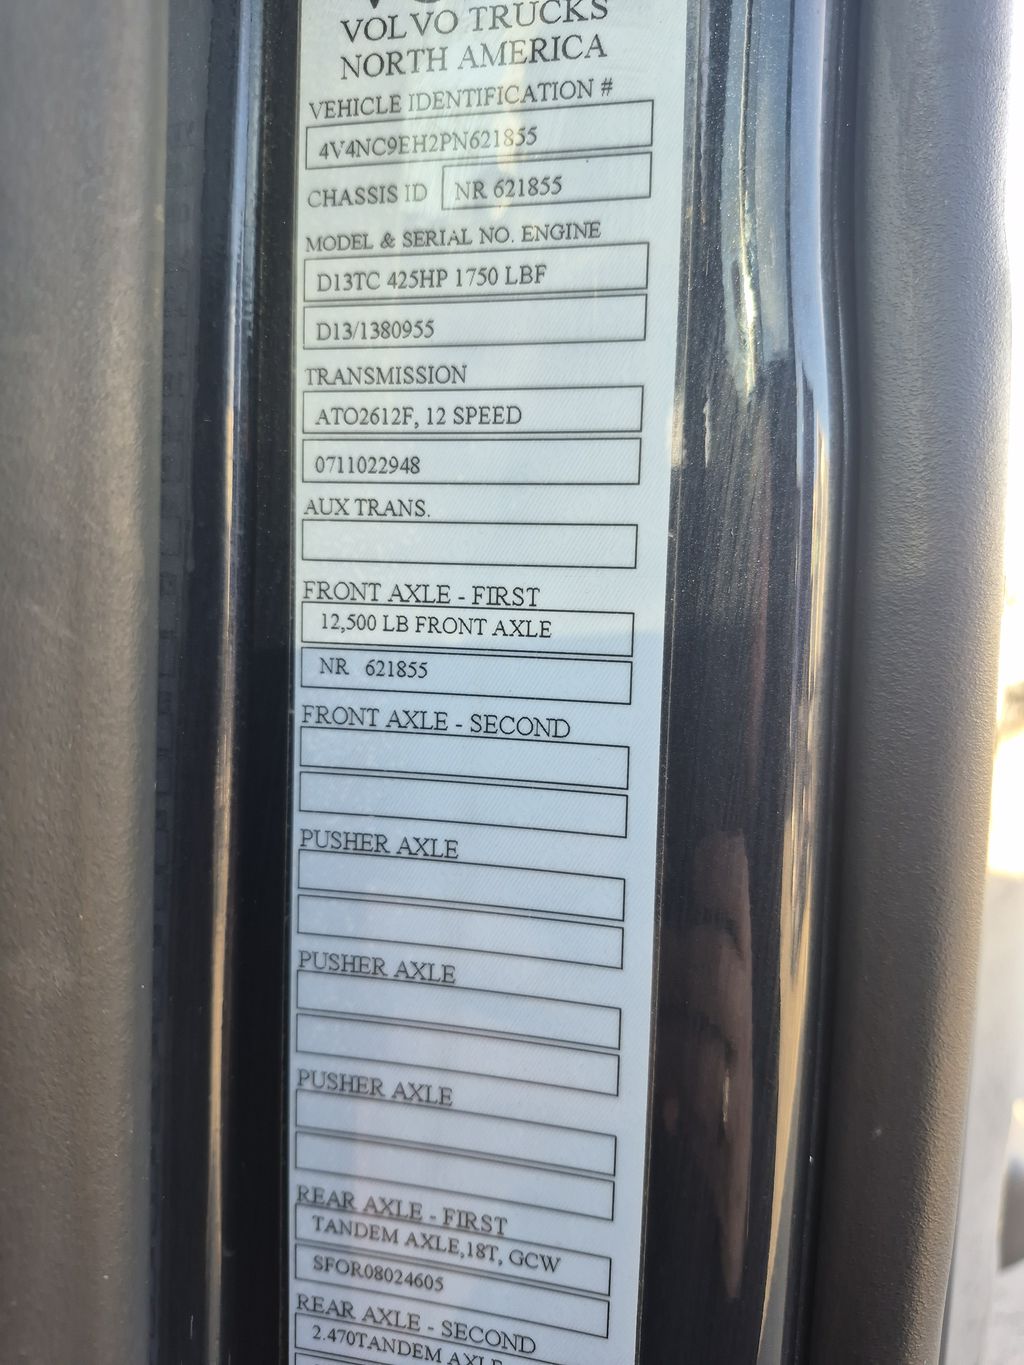 VOLVO TRUCKS
NORTH AMERICA
VEHICLE IDENTIFICATION #
4V4NC9EH2PN621855
CHASSIS ID NR 621855
MODEL & SERIAL NO. ENGINE
D13TC 425HP 1750 LBF
D13/1380955
TRANSMISSION
ATO2612F, 12 SPEED
0711022948
AUX TRANS.
FRONT AXLE - FIRST
12,500 LB FRONT AXLE
NR 621855
FRONT AXLE - SECOND
PUSHER AXLE
PUSHER AXLE
PUSHER AXLE
REAR AXLE - FIRST
TANDEM AXLE,18T, GCW
SFOR08024605
REAR AXLE - SECOND
2.470TANDEM AXLE